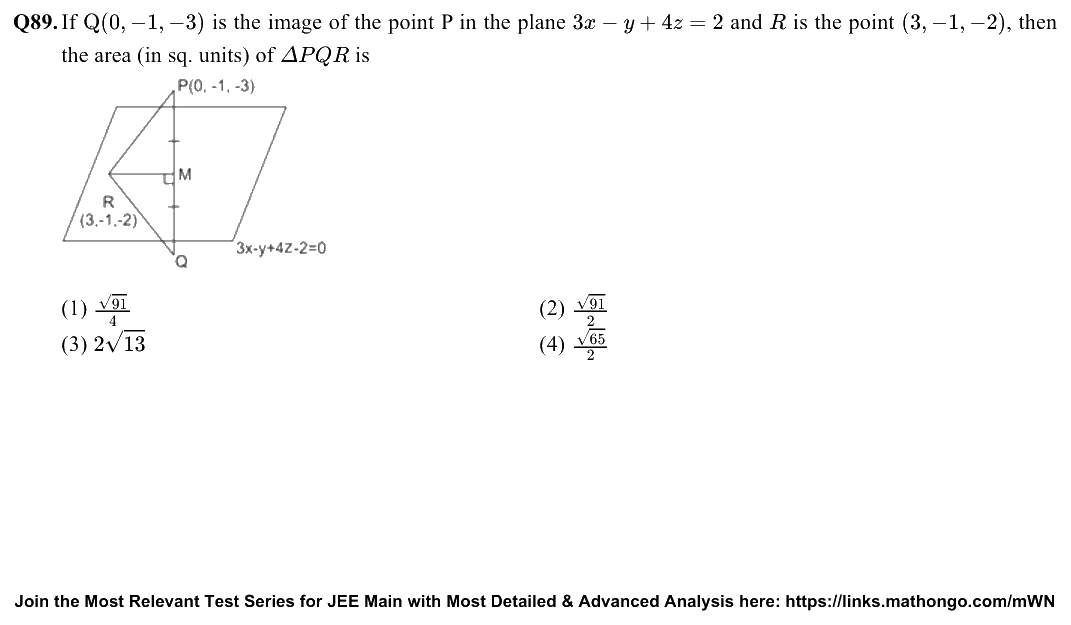 Q89. If Q(0, −1, −3) is the image of the point P in the plane 3x − y + 4z = 2 and R is the point (3, −1, −2), then
the area (in sq. units) of ΔPQR is
P(0, -1, -3)
M
R
(3,-1,-2)
3x-y+4z-2=0
Q
(1) √91/4
(2) √91/2
(3) 2√13
(4) √65/2
Join the Most Relevant Test Series for JEE Main with Most Detailed & Advanced Analysis here: https://links.mathongo.com/mWN